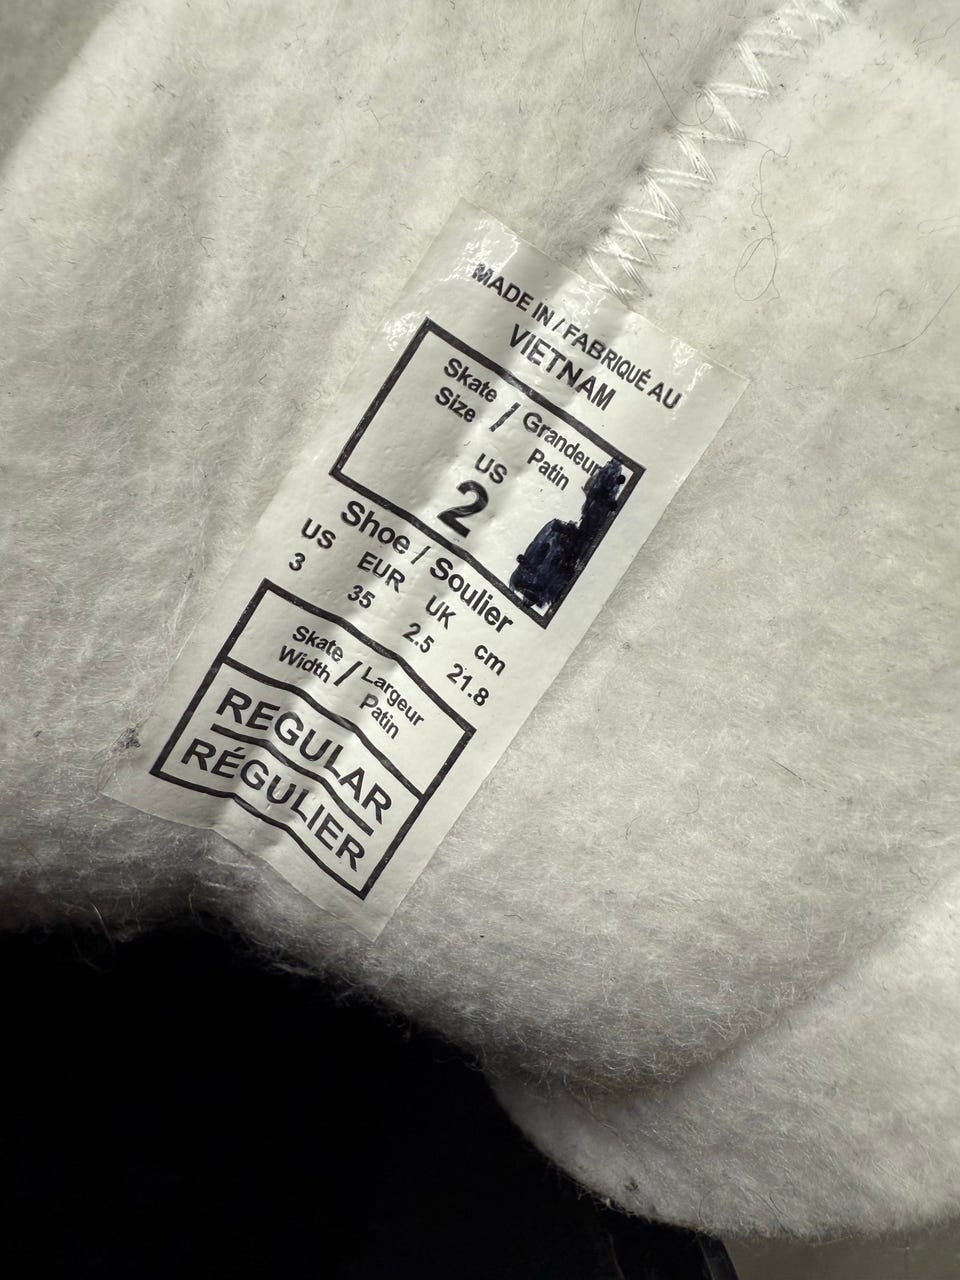 MADE IN / FABRIQUÉ AU
VIETNAM
Skate / Grandeur
Size Patin
US
2
Shoe / Soulier
US EUR UK cm
3 35 2.5 21.8
Skate / Largeur
Width Patin
REGULAR
RÉGULIER